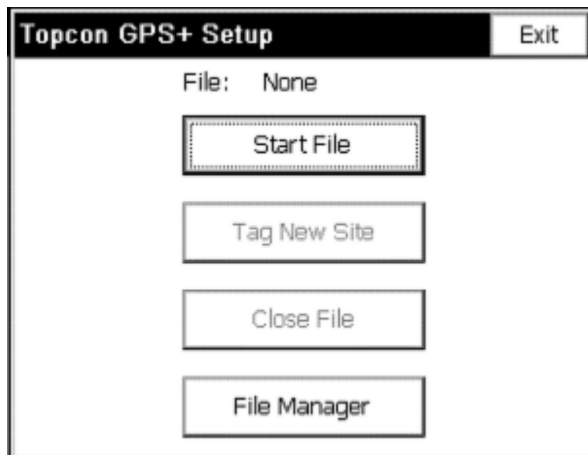 Topcon GPS+ Setup Exit
File: None
Start File
Tag New Site
Close File
File Manager